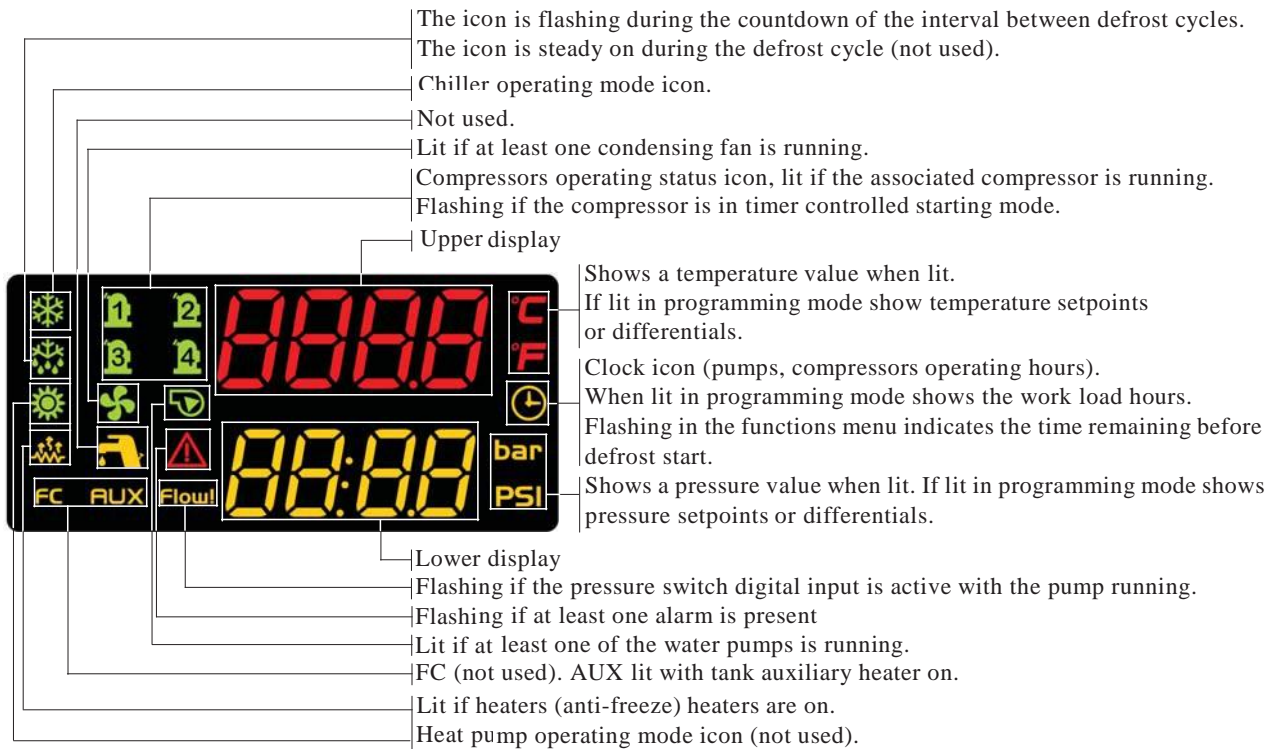 The icon is flashing during the countdown of the interval between defrost cycles.
The icon is steady on during the defrost cycle (not used).
Chiller operating mode icon.
Not used.
Lit if at least one condensing fan is running.
Compressors operating status icon, lit if the associated compressor is running.
Flashing if the compressor is in timer controlled starting mode.
Upper display
Shows a temperature value when lit.
If lit in programming mode show temperature setpoints
or differentials.
Clock icon (pumps, compressors operating hours).
When lit in programming mode shows the work load hours.
Flashing in the functions menu indicates the time remaining before
defrost start.
Shows a pressure value when lit. If lit in programming mode shows
pressure setpoints or differentials.
1 2 88.8.8 °C
3 4 °F
88:8.8 bar
FC AUX Flow! PSI
Lower display
Flashing if the pressure switch digital input is active with the pump running.
Flashing if at least one alarm is present
Lit if at least one of the water pumps is running.
FC (not used). AUX lit with tank auxiliary heater on.
Lit if heaters (anti-freeze) heaters are on.
Heat pump operating mode icon (not used).